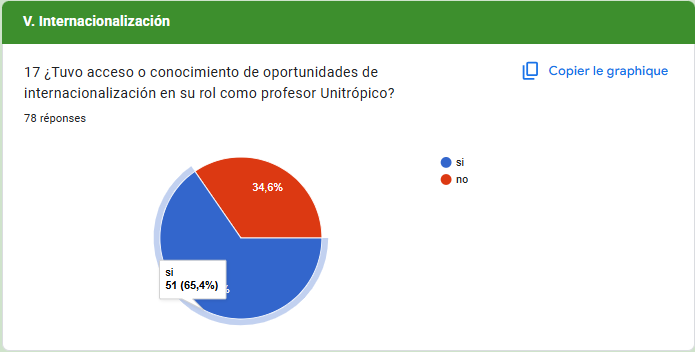 V. Internacionalización
17 ¿Tuvo acceso o conocimiento de oportunidades de
internacionalización en su rol como profesor Unitrópico?
Copier le graphique
78 réponses
si
no
34,6%
si
51 (65,4%)
%